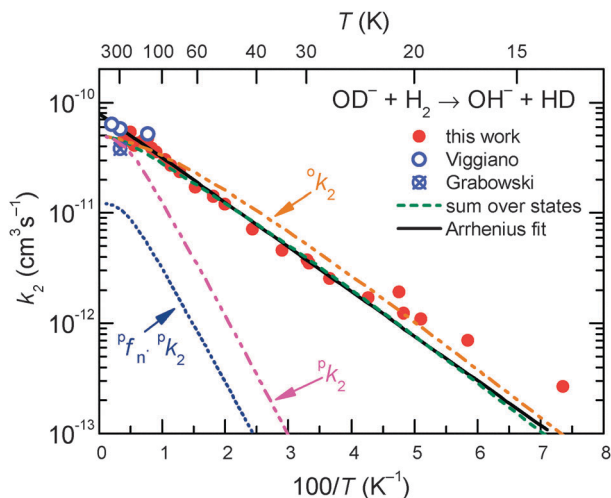 T (K)
300 100 60 40 30 20 15
OD⁻ + H₂ → OH⁻ + HD
this work
Viggiano
Grabowski
sum over states
Arrhenius fit
ᵒk₂
ᵖfₙ· ᵖk₂
ᵖk₂
k₂ (cm³ s⁻¹)
10⁻¹⁰
10⁻¹¹
10⁻¹²
10⁻¹³
0 1 2 3 4 5 6 7 8
100/T (K⁻¹)